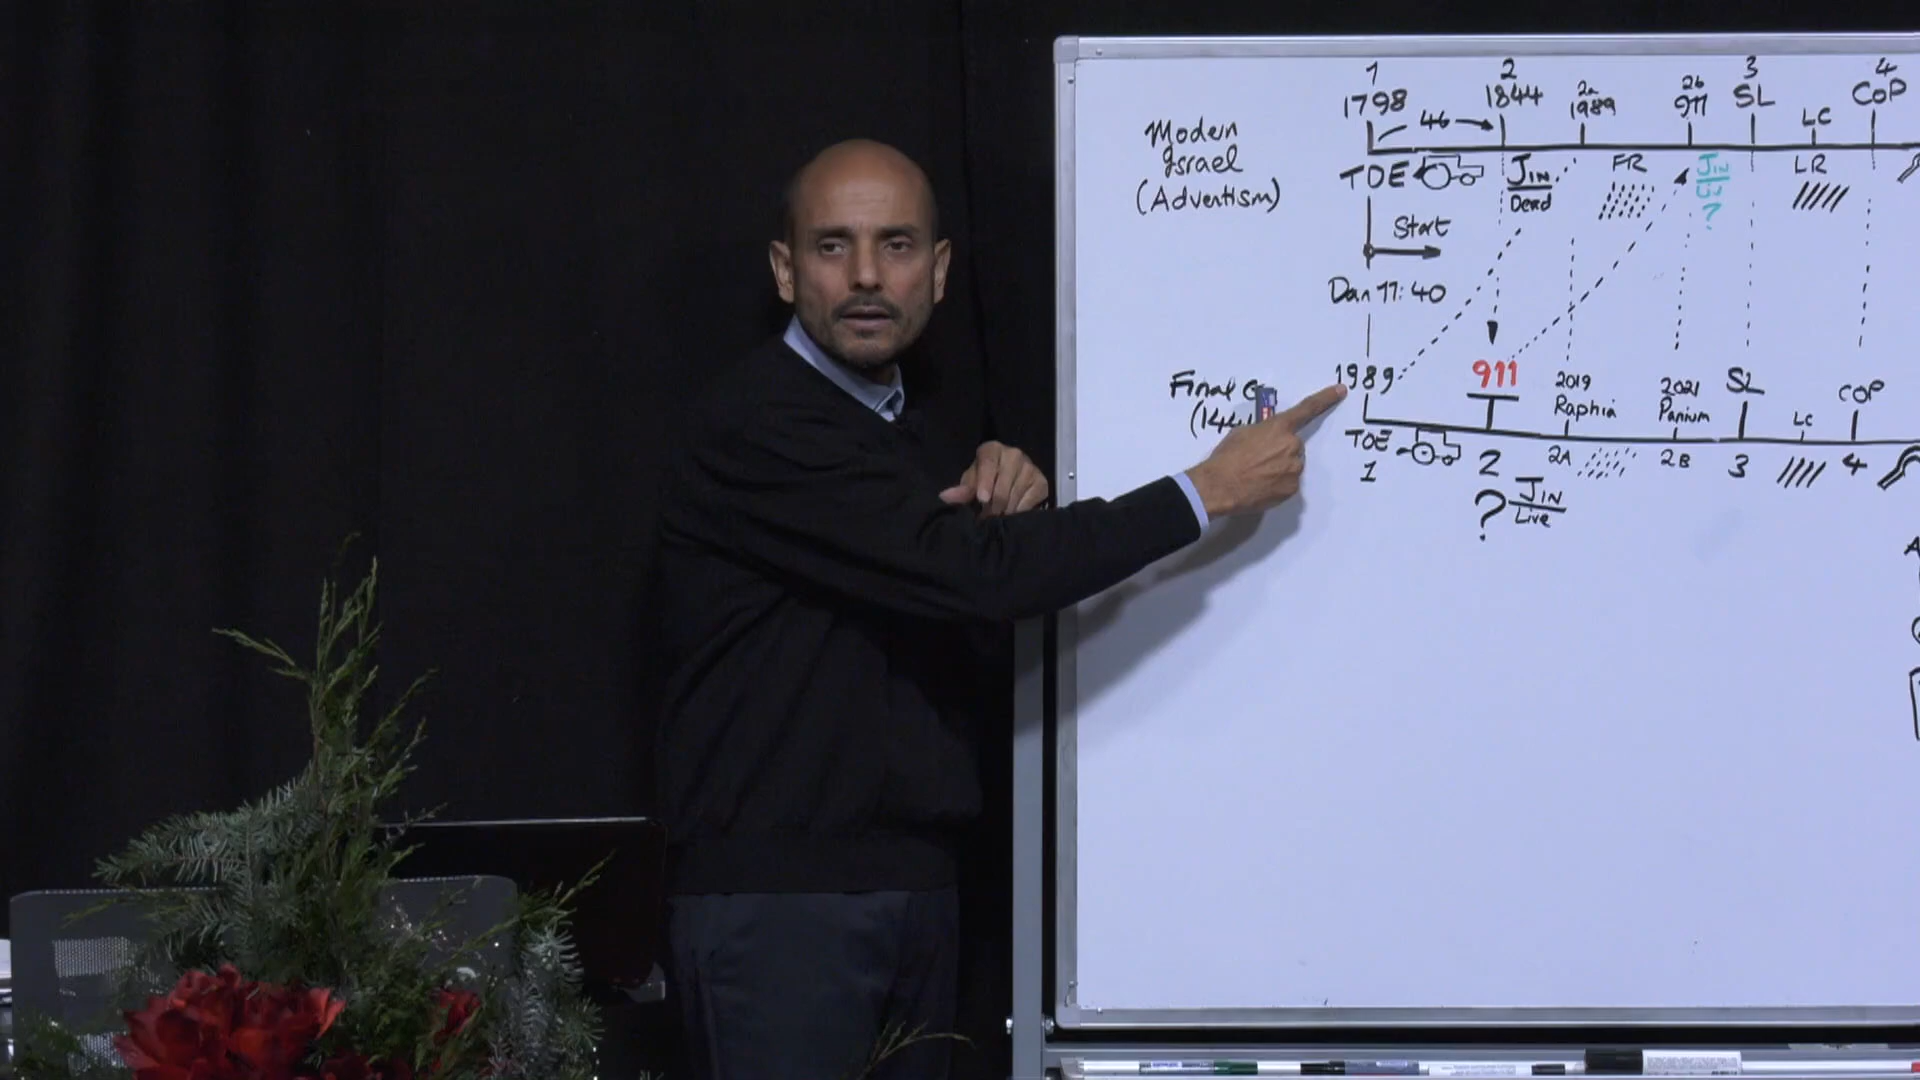 1 2 3 4
1798 1844 2a 1989 2b 911 SL LC CoP
46
Modern
Israel
(Adventism)
TOE JIN FR JIN LR
Dead Liv
?
Start
Dan 11:40
Final
1989 911 2019 2021 SL COP
Raphia Panium LC
(144
TOE 2 2A 2B 3 4
1
? JIN
Live